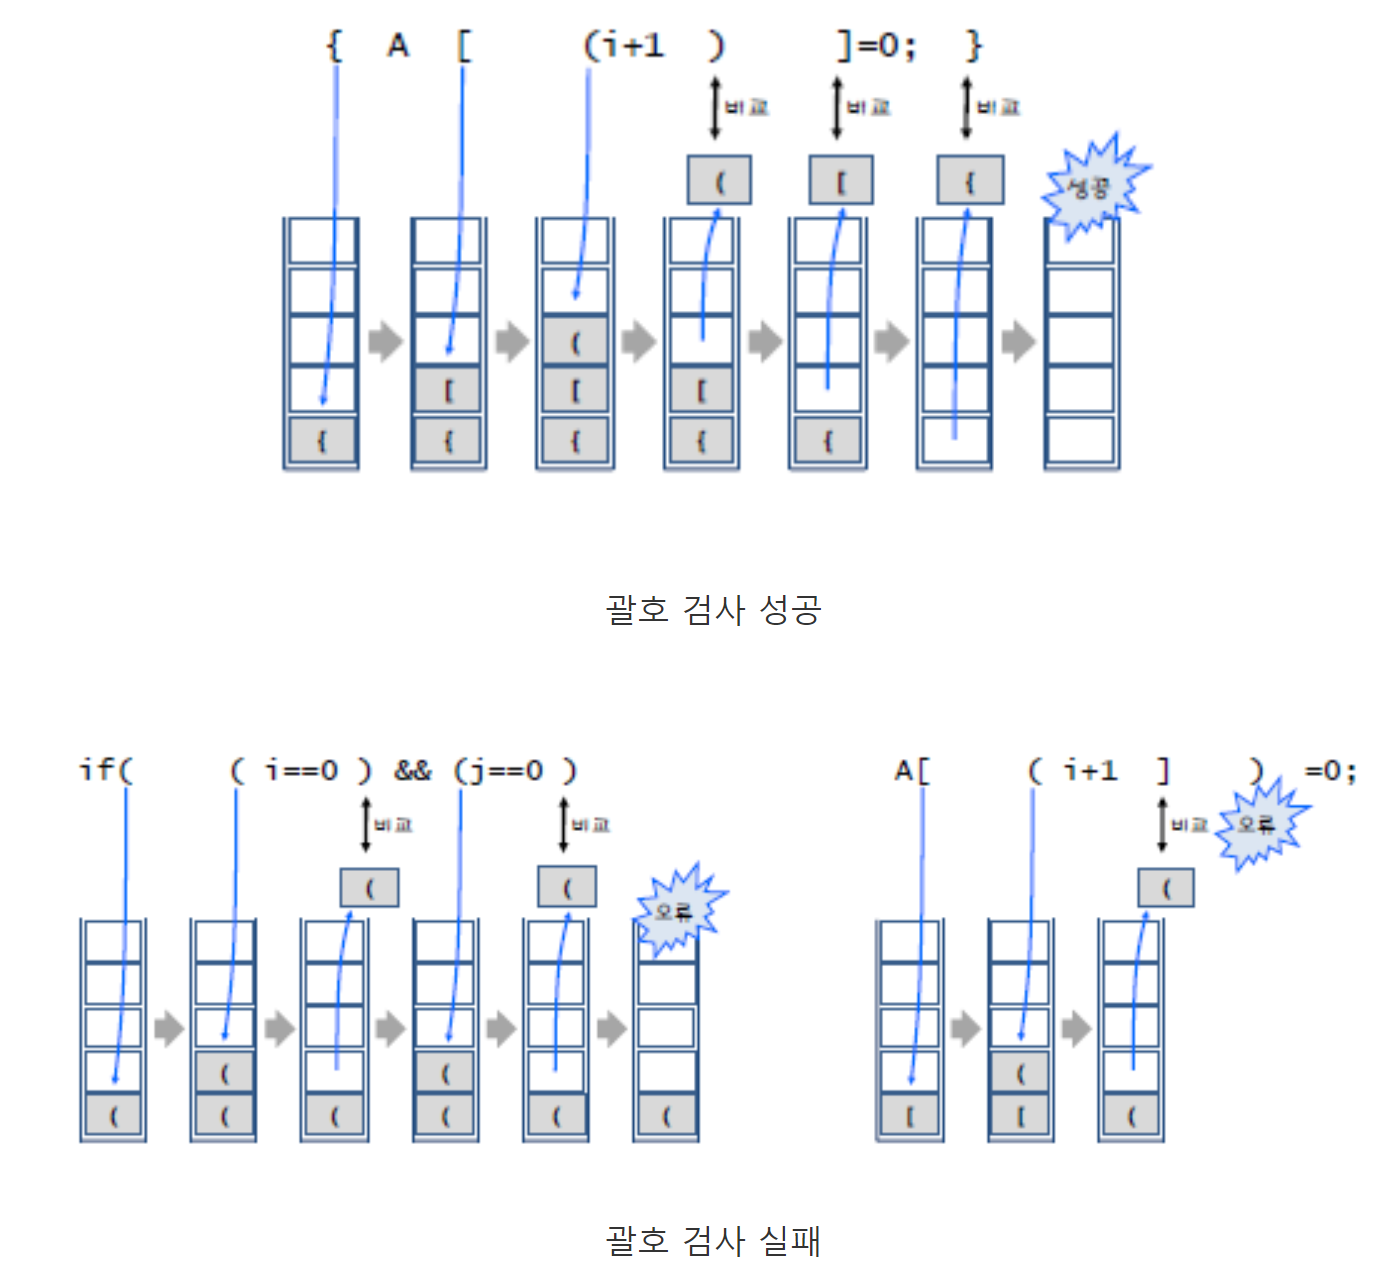 { A [ (i+1 ) ]=0; }
비교 비교 비교
( [ { 성공
(
[ [ [
{ { { { {
괄호 검사 성공
if( ( i==0 ) && (j==0 )
비교 비교
( ( 오류
( (
( ( ( ( ( (
A[ ( i+1 ] ) =0;
비교 오류
(
(
[ [ (
괄호 검사 실패